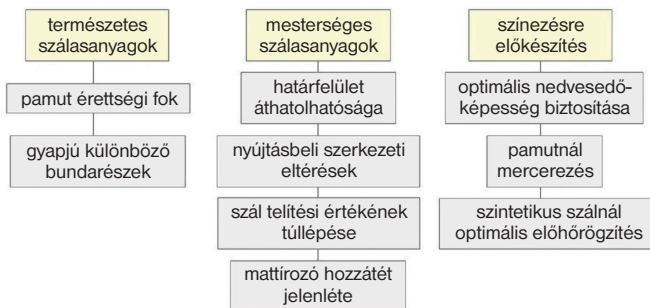 természetes
szálasanyagok
pamut érettségi fok
gyapjú különböző
bundarészek
mesterséges
szálasanyagok
határfelület
áthatolhatósága
nyújtásbeli szerkezeti
eltérések
szál telítési értékének
túllépése
mattírozó hozzátét
jelenléte
színezésre
előkészítés
optimális nedvesedő-
képesség biztosítása
pamutnál
mercerezés
szintetikus szálnál
optimális előhőrögzítés